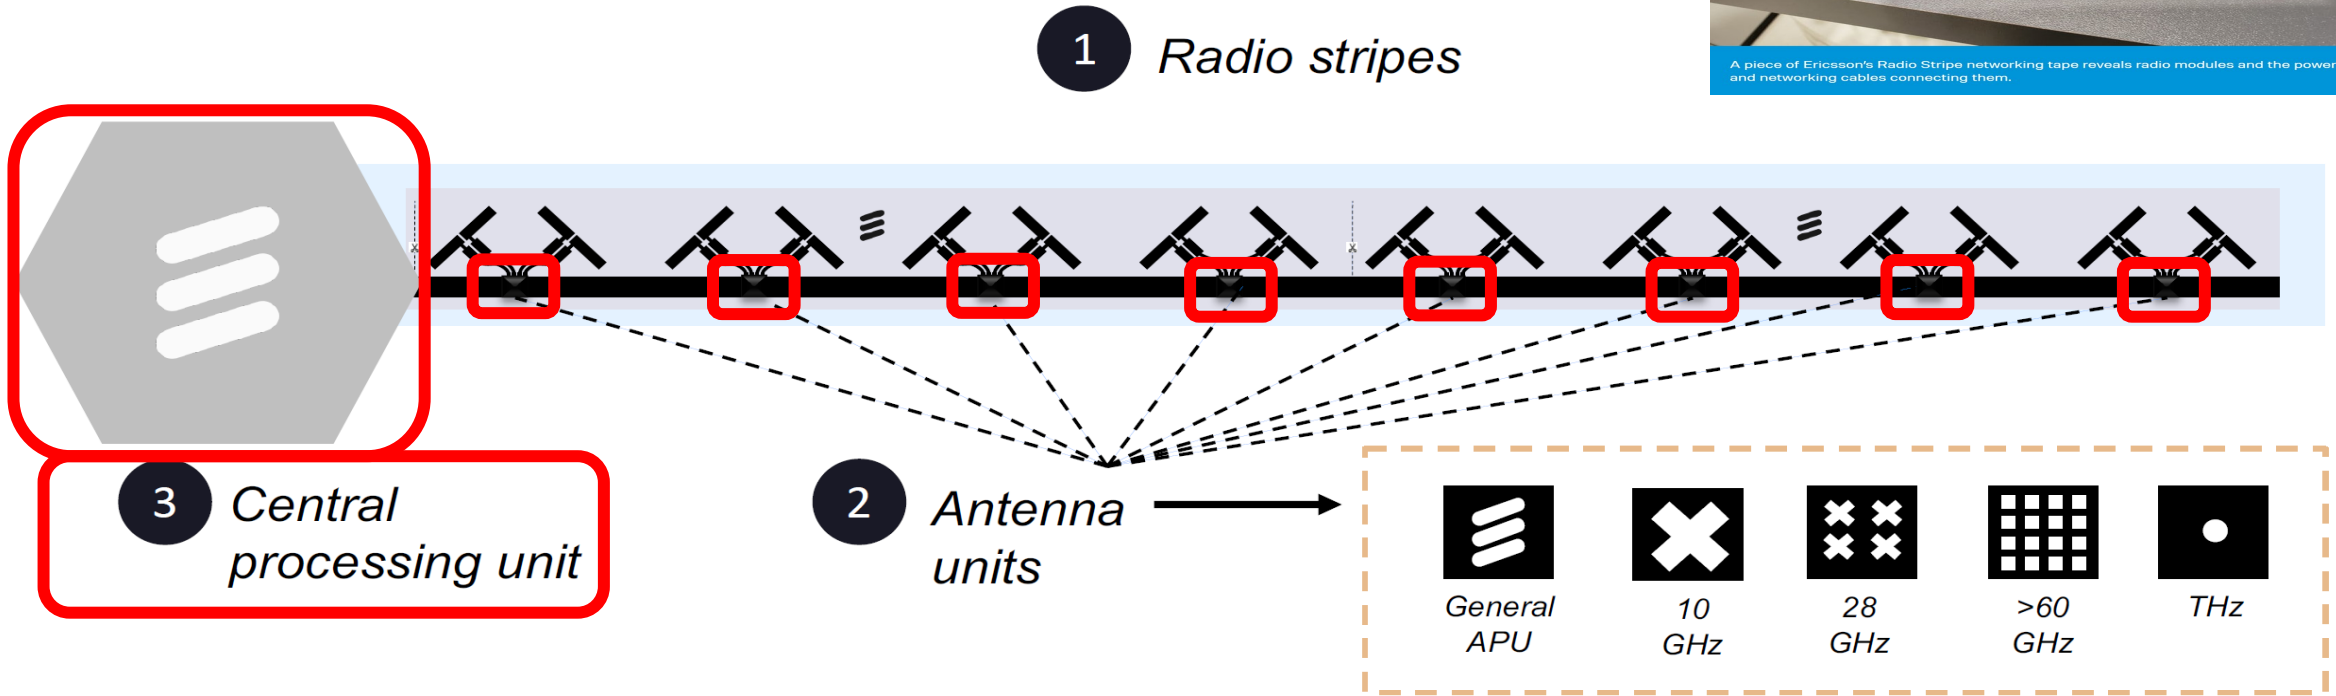 1 Radio stripes
A piece of Ericsson's Radio Stripe networking tape reveals radio modules and the power
and networking cables connecting them.
3 Central
processing unit
2 Antenna
units
General
APU
10
GHz
28
GHz
>60
GHz
THz